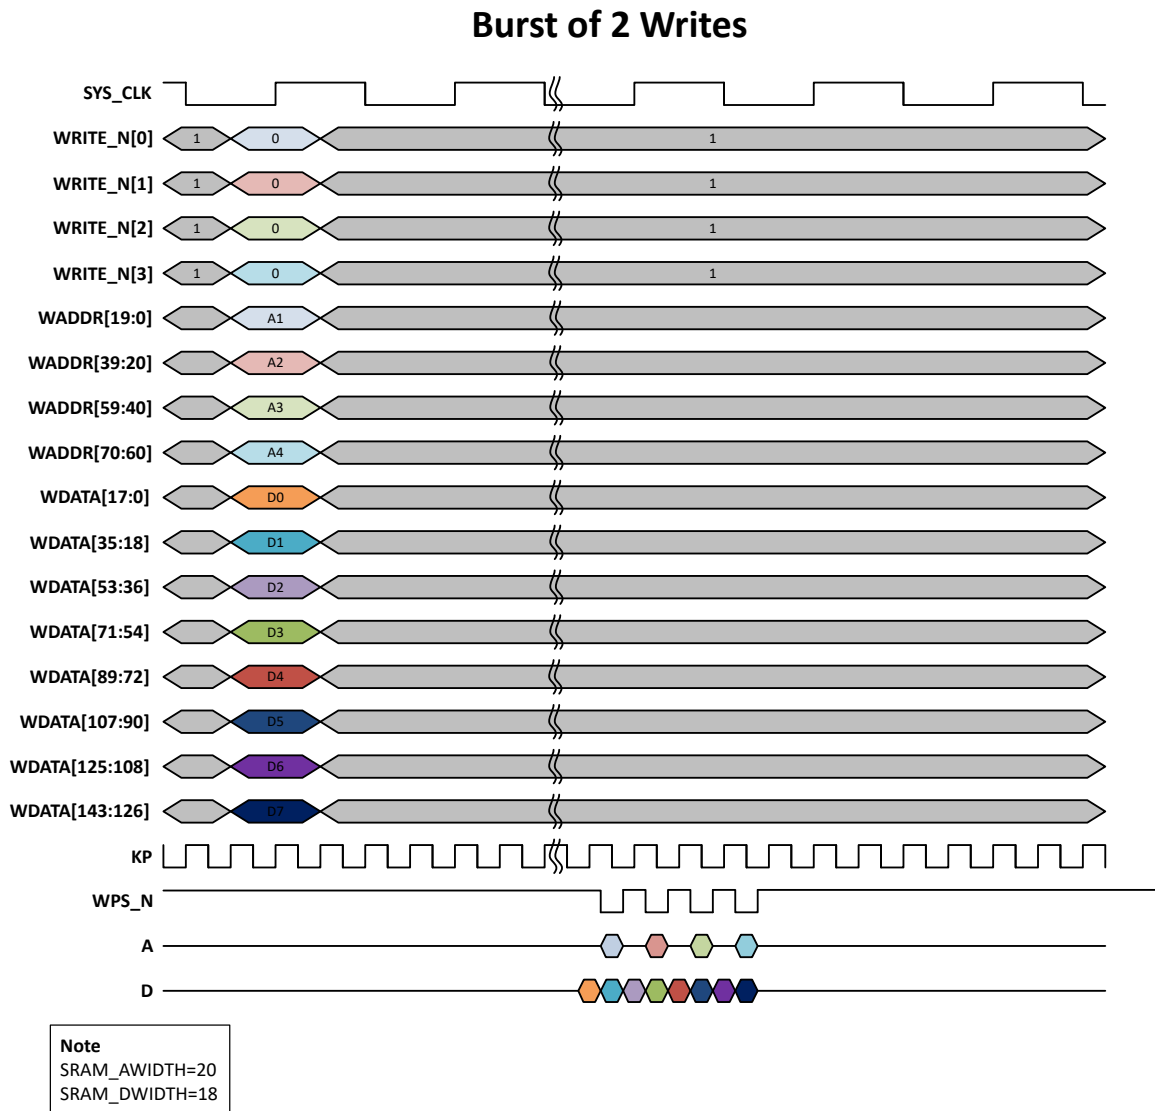 Burst of 2 Writes
SYS_CLK
WRITE_N[0] 1 0 1
WRITE_N[1] 1 0 1
WRITE_N[2] 1 0 1
WRITE_N[3] 1 0 1
WADDR[19:0] A1
WADDR[39:20] A2
WADDR[59:40] A3
WADDR[70:60] A4
WDATA[17:0] D0
WDATA[35:18] D1
WDATA[53:36] D2
WDATA[71:54] D3
WDATA[89:72] D4
WDATA[107:90] D5
WDATA[125:108] D6
WDATA[143:126] D7
KP
WPS_N
A
D
Note
SRAM_AWIDTH=20
SRAM_DWIDTH=18